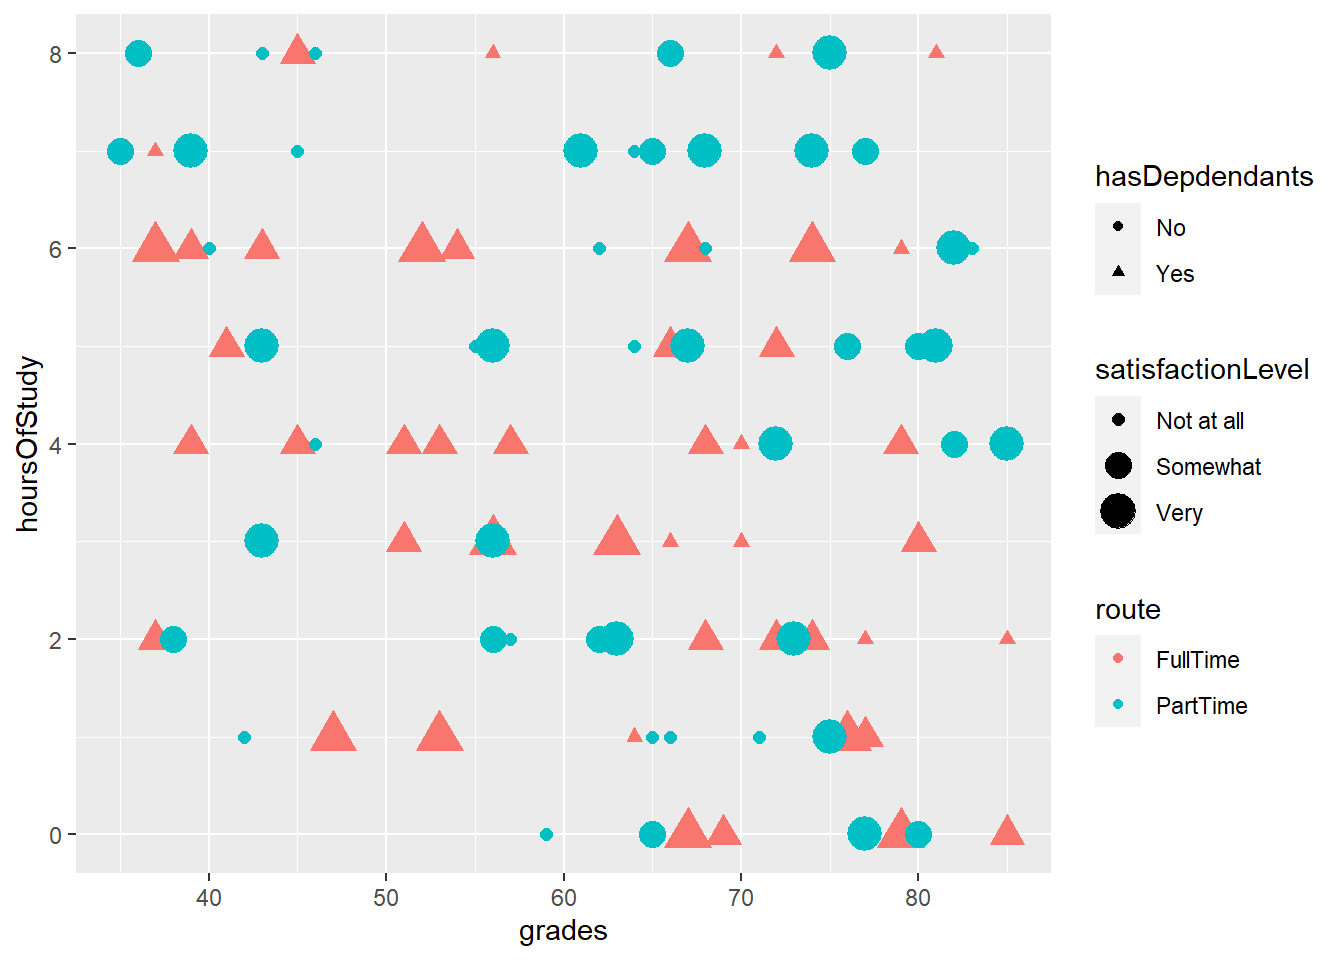 8
6
4
2
0
hoursOfStudy
40 50 60 70 80
grades
hasDepdendants
No
Yes
satisfactionLevel
Not at all
Somewhat
Very
route
FullTime
PartTime